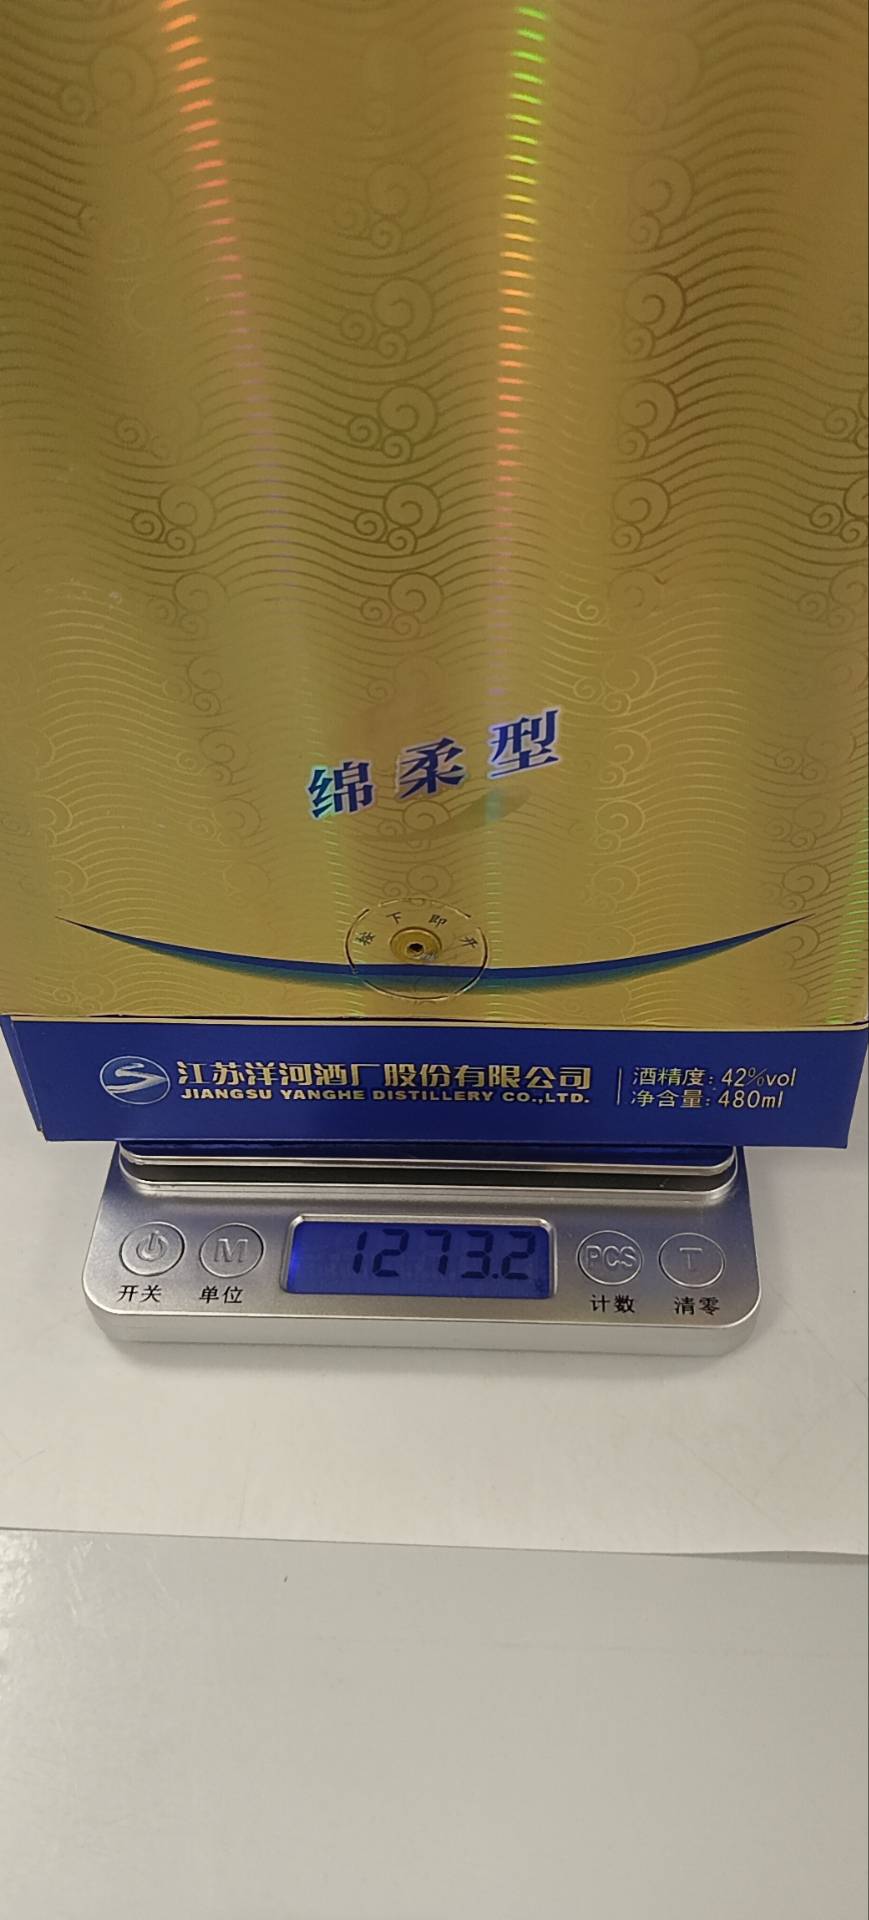 绵柔型
按下即开
江苏洋河酒厂股份有限公司
JIANGSU YANGHE DISTILLERY CO.,LTD.
酒精度：42%vol
净含量：480ml
1273.2
M
PCS
T
开关
单位
计数
清零